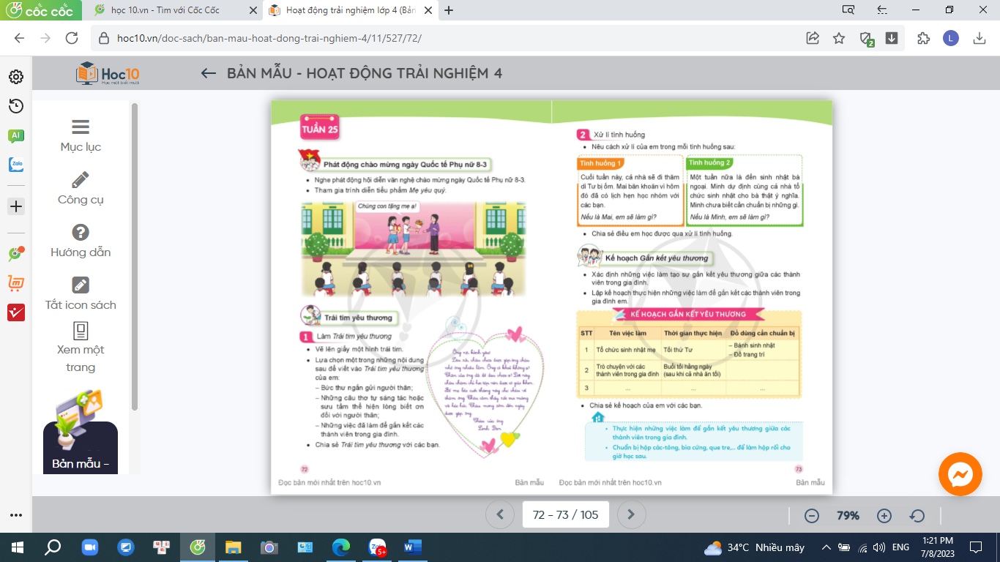 cốc cốc
học 10.vn - Tìm với Cốc Cốc
Hoạt động trải nghiệm lớp 4 (Bản
hoc10.vn/doc-sach/ban-mau-hoat-dong-trai-nghiem-4/11/527/72/
2
L
Hoc10
Học một biết mười
BẢN MẪU - HOẠT ĐỘNG TRẢI NGHIỆM 4
AI
Zalo
Mục lục
Công cụ
Hướng dẫn
Tắt icon sách
Xem một
trang
Bản mẫu -
TUẦN 25
Phát động chào mừng ngày Quốc tế Phụ nữ 8-3
• Nghe phát động hội diễn văn nghệ chào mừng ngày Quốc tế Phụ nữ 8-3.
• Tham gia trình diễn tiểu phẩm Mẹ yêu quý.
Chúng con tặng mẹ ạ!
Trái tim yêu thương
1 Làm Trái tim yêu thương
• Vẽ lên giấy một hình trái tim.
• Lựa chọn một trong những nội dung
sau để viết vào Trái tim yêu thương
của em:
– Bức thư ngắn gửi người thân;
– Những câu thơ tự sáng tác hoặc
sưu tầm thể hiện lòng biết ơn
đối với người thân;
– Những việc đã làm để gắn kết các
thành viên trong gia đình.
• Chia sẻ Trái tim yêu thương với các bạn.
Ông nội kính yêu!
Cháu của ông
Linh Đan
72
Đọc bản mới nhất trên hoc10.vn
Bản mẫu
2 Xử lí tình huống
• Nêu cách xử lí của em trong mỗi tình huống sau:
Tình huống 1
Cuối tuần này, cả nhà sẽ đi thăm
dì Tư bị ốm. Mai băn khoăn vì hôm
đó đã có lịch hẹn học nhóm với
các bạn.
Nếu là Mai, em sẽ làm gì?
Tình huống 2
Một tuần nữa là đến sinh nhật bà
ngoại. Minh dự định cùng cả nhà tổ
chức sinh nhật cho bà thật ý nghĩa.
Minh chưa biết cần chuẩn bị những gì.
Nếu là Minh, em sẽ làm gì?
• Chia sẻ điều em học được qua xử lí tình huống.
Kế hoạch Gắn kết yêu thương
• Xác định những việc làm tạo sự gắn kết yêu thương giữa các thành
viên trong gia đình.
• Lập kế hoạch thực hiện những việc làm để gắn kết các thành viên trong
gia đình em.
KẾ HOẠCH GẮN KẾT YÊU THƯƠNG
STT Tên việc làm Thời gian thực hiện Đồ dùng cần chuẩn bị
1 Tổ chức sinh nhật mẹ Tối thứ Tư – Bánh sinh nhật
– Đồ trang trí
2 Trò chuyện với các Buổi tối hằng ngày
thành viên trong gia đình (sau khi cả nhà ăn tối)
3 ... ... ...
• Chia sẻ kế hoạch của em với các bạn.
• Thực hiện những việc làm để gắn kết yêu thương giữa các
thành viên trong gia đình.
• Chuẩn bị hộp các-tông, bìa cứng, que tre,... để làm hộp rối cho
giờ học sau.
73
Đọc bản mới nhất trên hoc10.vn
Bản mẫu
72 – 73 / 105
79%
Zalo
5+
34°C Nhiều mây
ENG
1:21 PM
7/8/2023